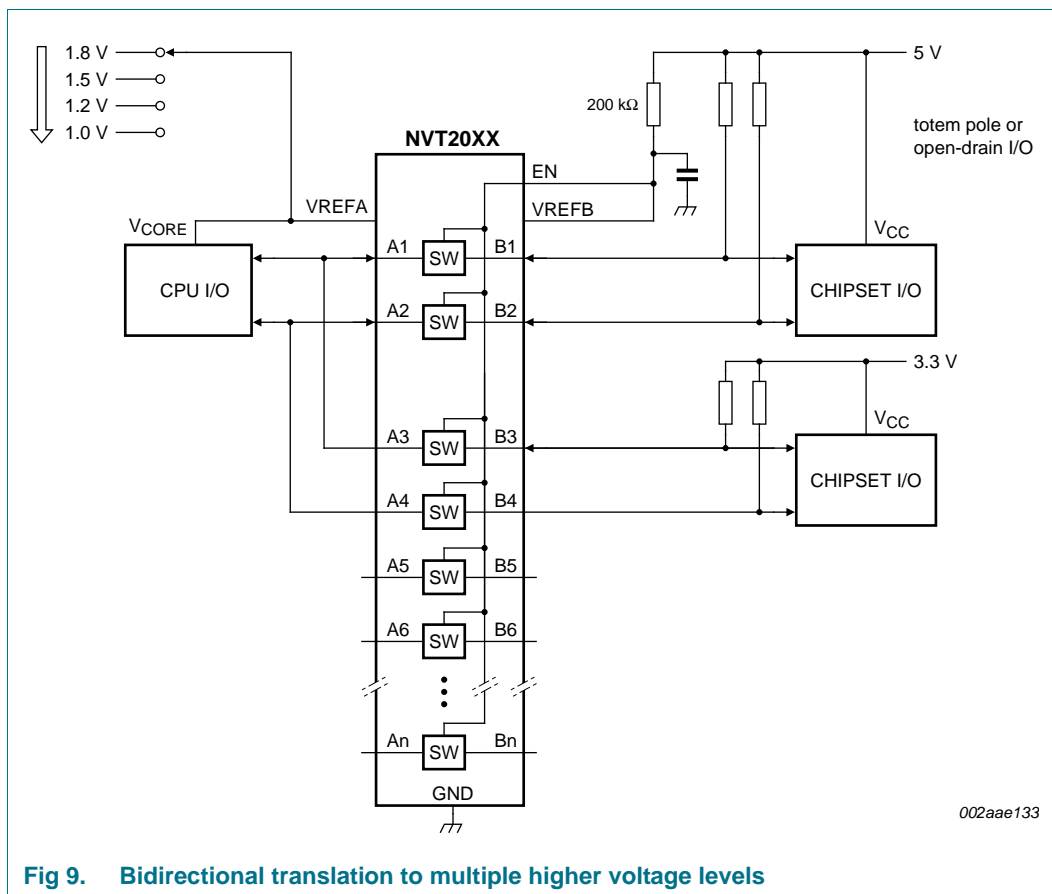 1.8 V
1.5 V
1.2 V
1.0 V
5 V
200 kΩ
totem pole or
open-drain I/O
NVT20XX
EN
VREFA
VREFB
VCORE
VCC
A1
SW
B1
CPU I/O
CHIPSET I/O
A2
SW
B2
3.3 V
VCC
A3
SW
B3
CHIPSET I/O
A4
SW
B4
A5
SW
B5
A6
SW
B6
An
SW
Bn
GND
002aae133
Fig 9. Bidirectional translation to multiple higher voltage levels